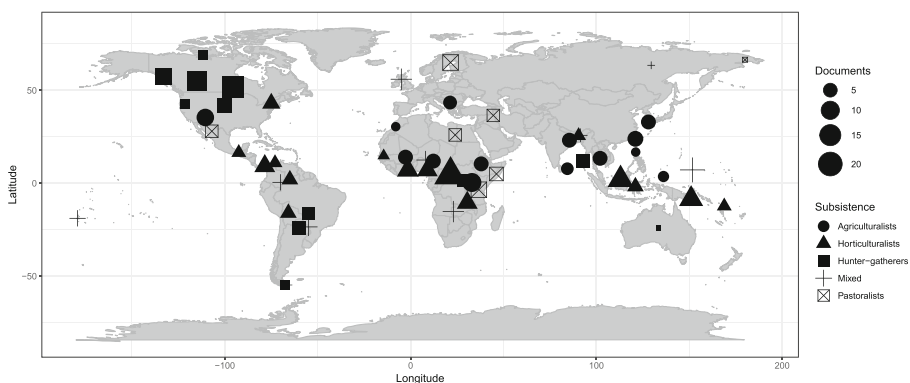 50
0
−50
Latitude
−100
0
100
200
Longitude
Documents
5
10
15
20
Subsistence
Agriculturalists
Horticulturalists
Hunter-gatherers
Mixed
Pastoralists